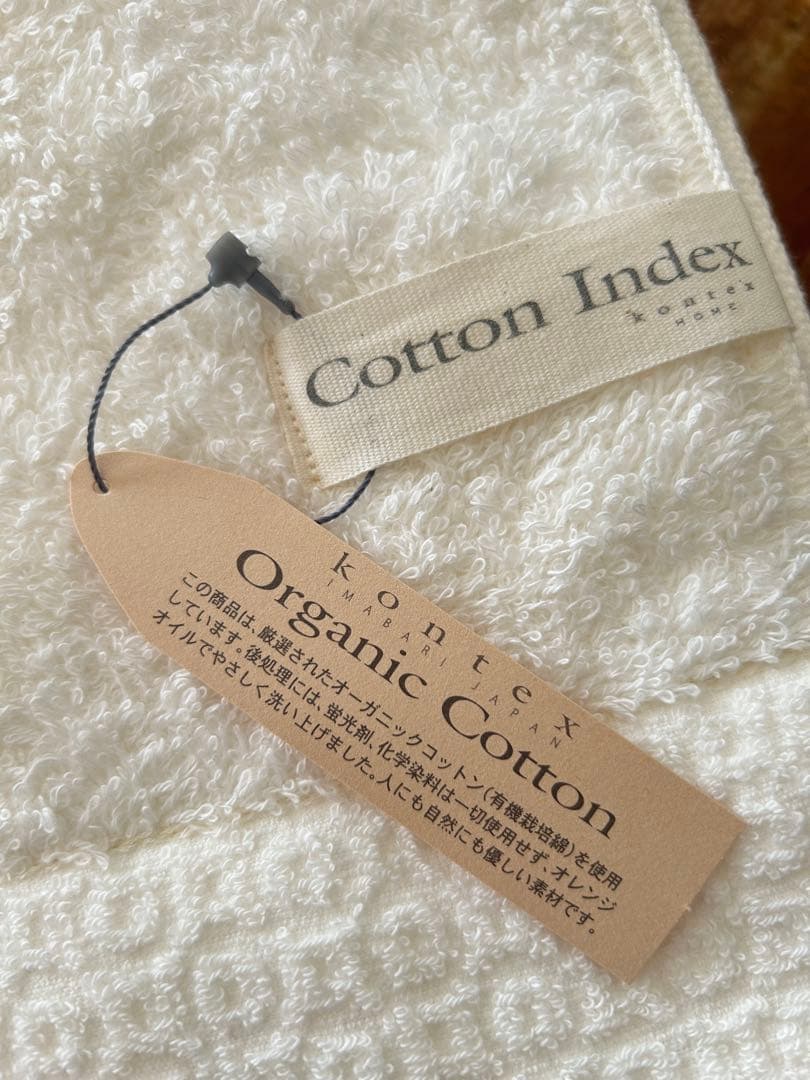 Cotton Index
kontex
HOME
kontex
IMABARI JAPAN
Organic Cotton
この商品は、厳選されたオーガニックコットン(有機栽培綿)を使用
しています。後処理には、蛍光剤、化学染料は一切使用せず、オレンジ
オイルでやさしく洗い上げました。人にも自然にも優しい素材です。